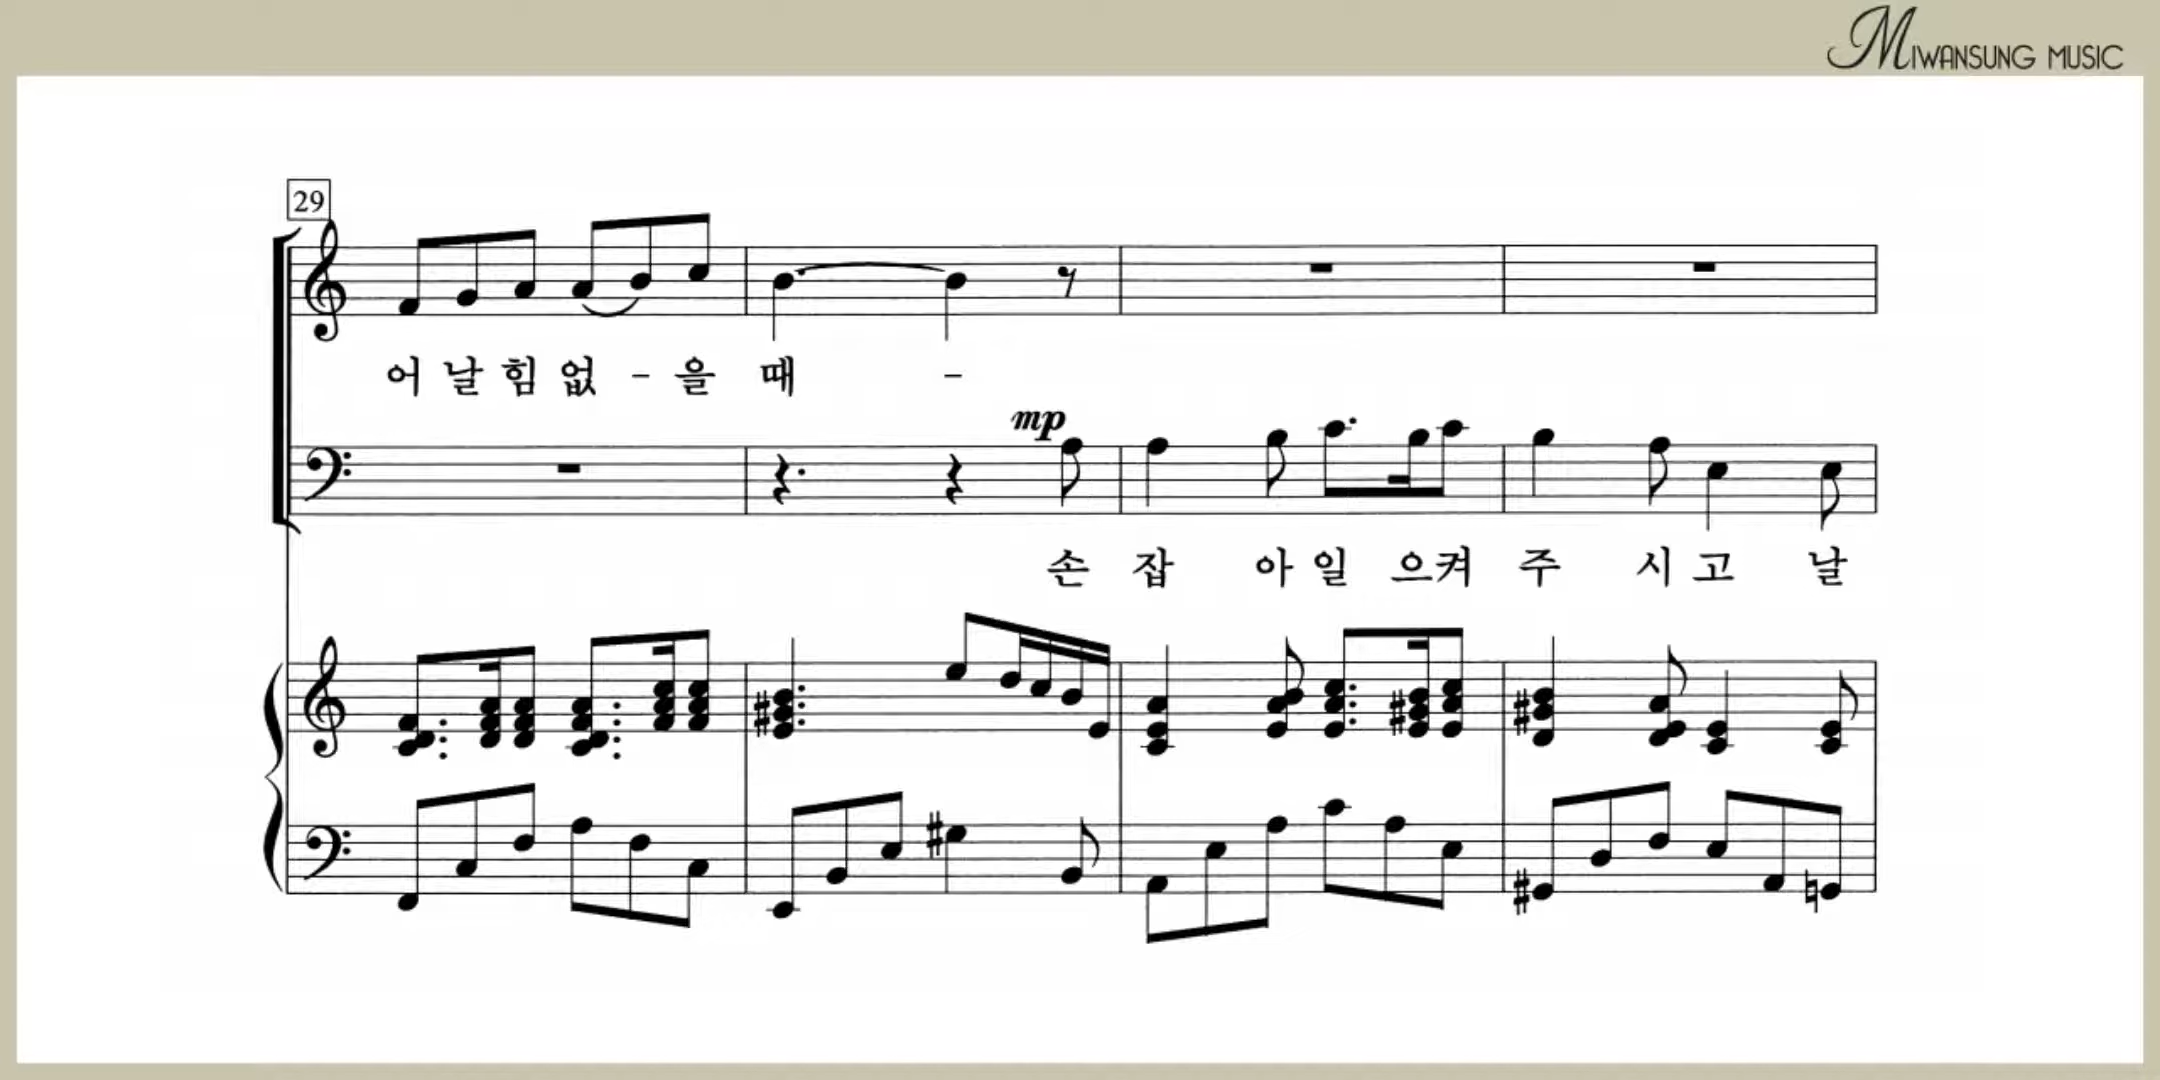 MIWANSUNG MUSIC
29
어 날 힘 없 - 을 때 -
mp
손 잡 아 일 으 켜 주 시 고 날